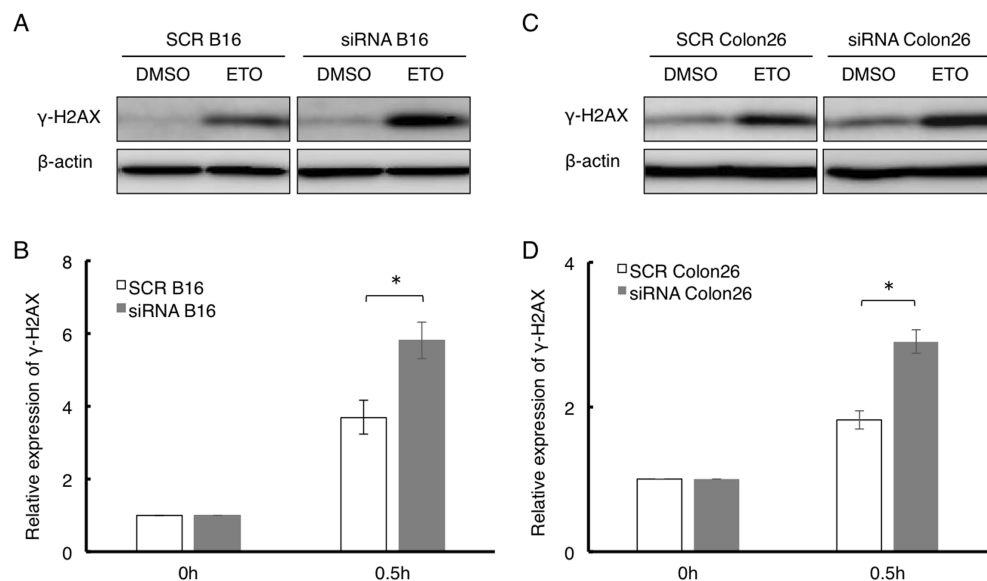 A
SCR B16 siRNA B16
DMSO ETO DMSO ETO
γ-H2AX
β-actin
C
SCR Colon26 siRNA Colon26
DMSO ETO DMSO ETO
γ-H2AX
β-actin
B
Relative expression of γ-H2AX
8
6
4
2
0
SCR B16
siRNA B16
*
0h 0.5h
D
Relative expression of γ-H2AX
4
2
0
SCR Colon26
siRNA Colon26
*
0h 0.5h